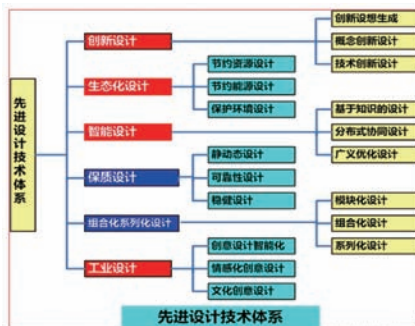 先进设计技术体系
创新设计
创新设想生成
概念创新设计
技术创新设计
生态化设计
节约资源设计
节约能源设计
保护环境设计
智能设计
基于知识的设计
分布式协同设计
广义优化设计
保质设计
静动态设计
可靠性设计
稳健设计
组合化系列化设计
模块化设计
组合化设计
系列化设计
工业设计
创意设计智能化
情感化创意设计
文化创意设计
先进设计技术体系